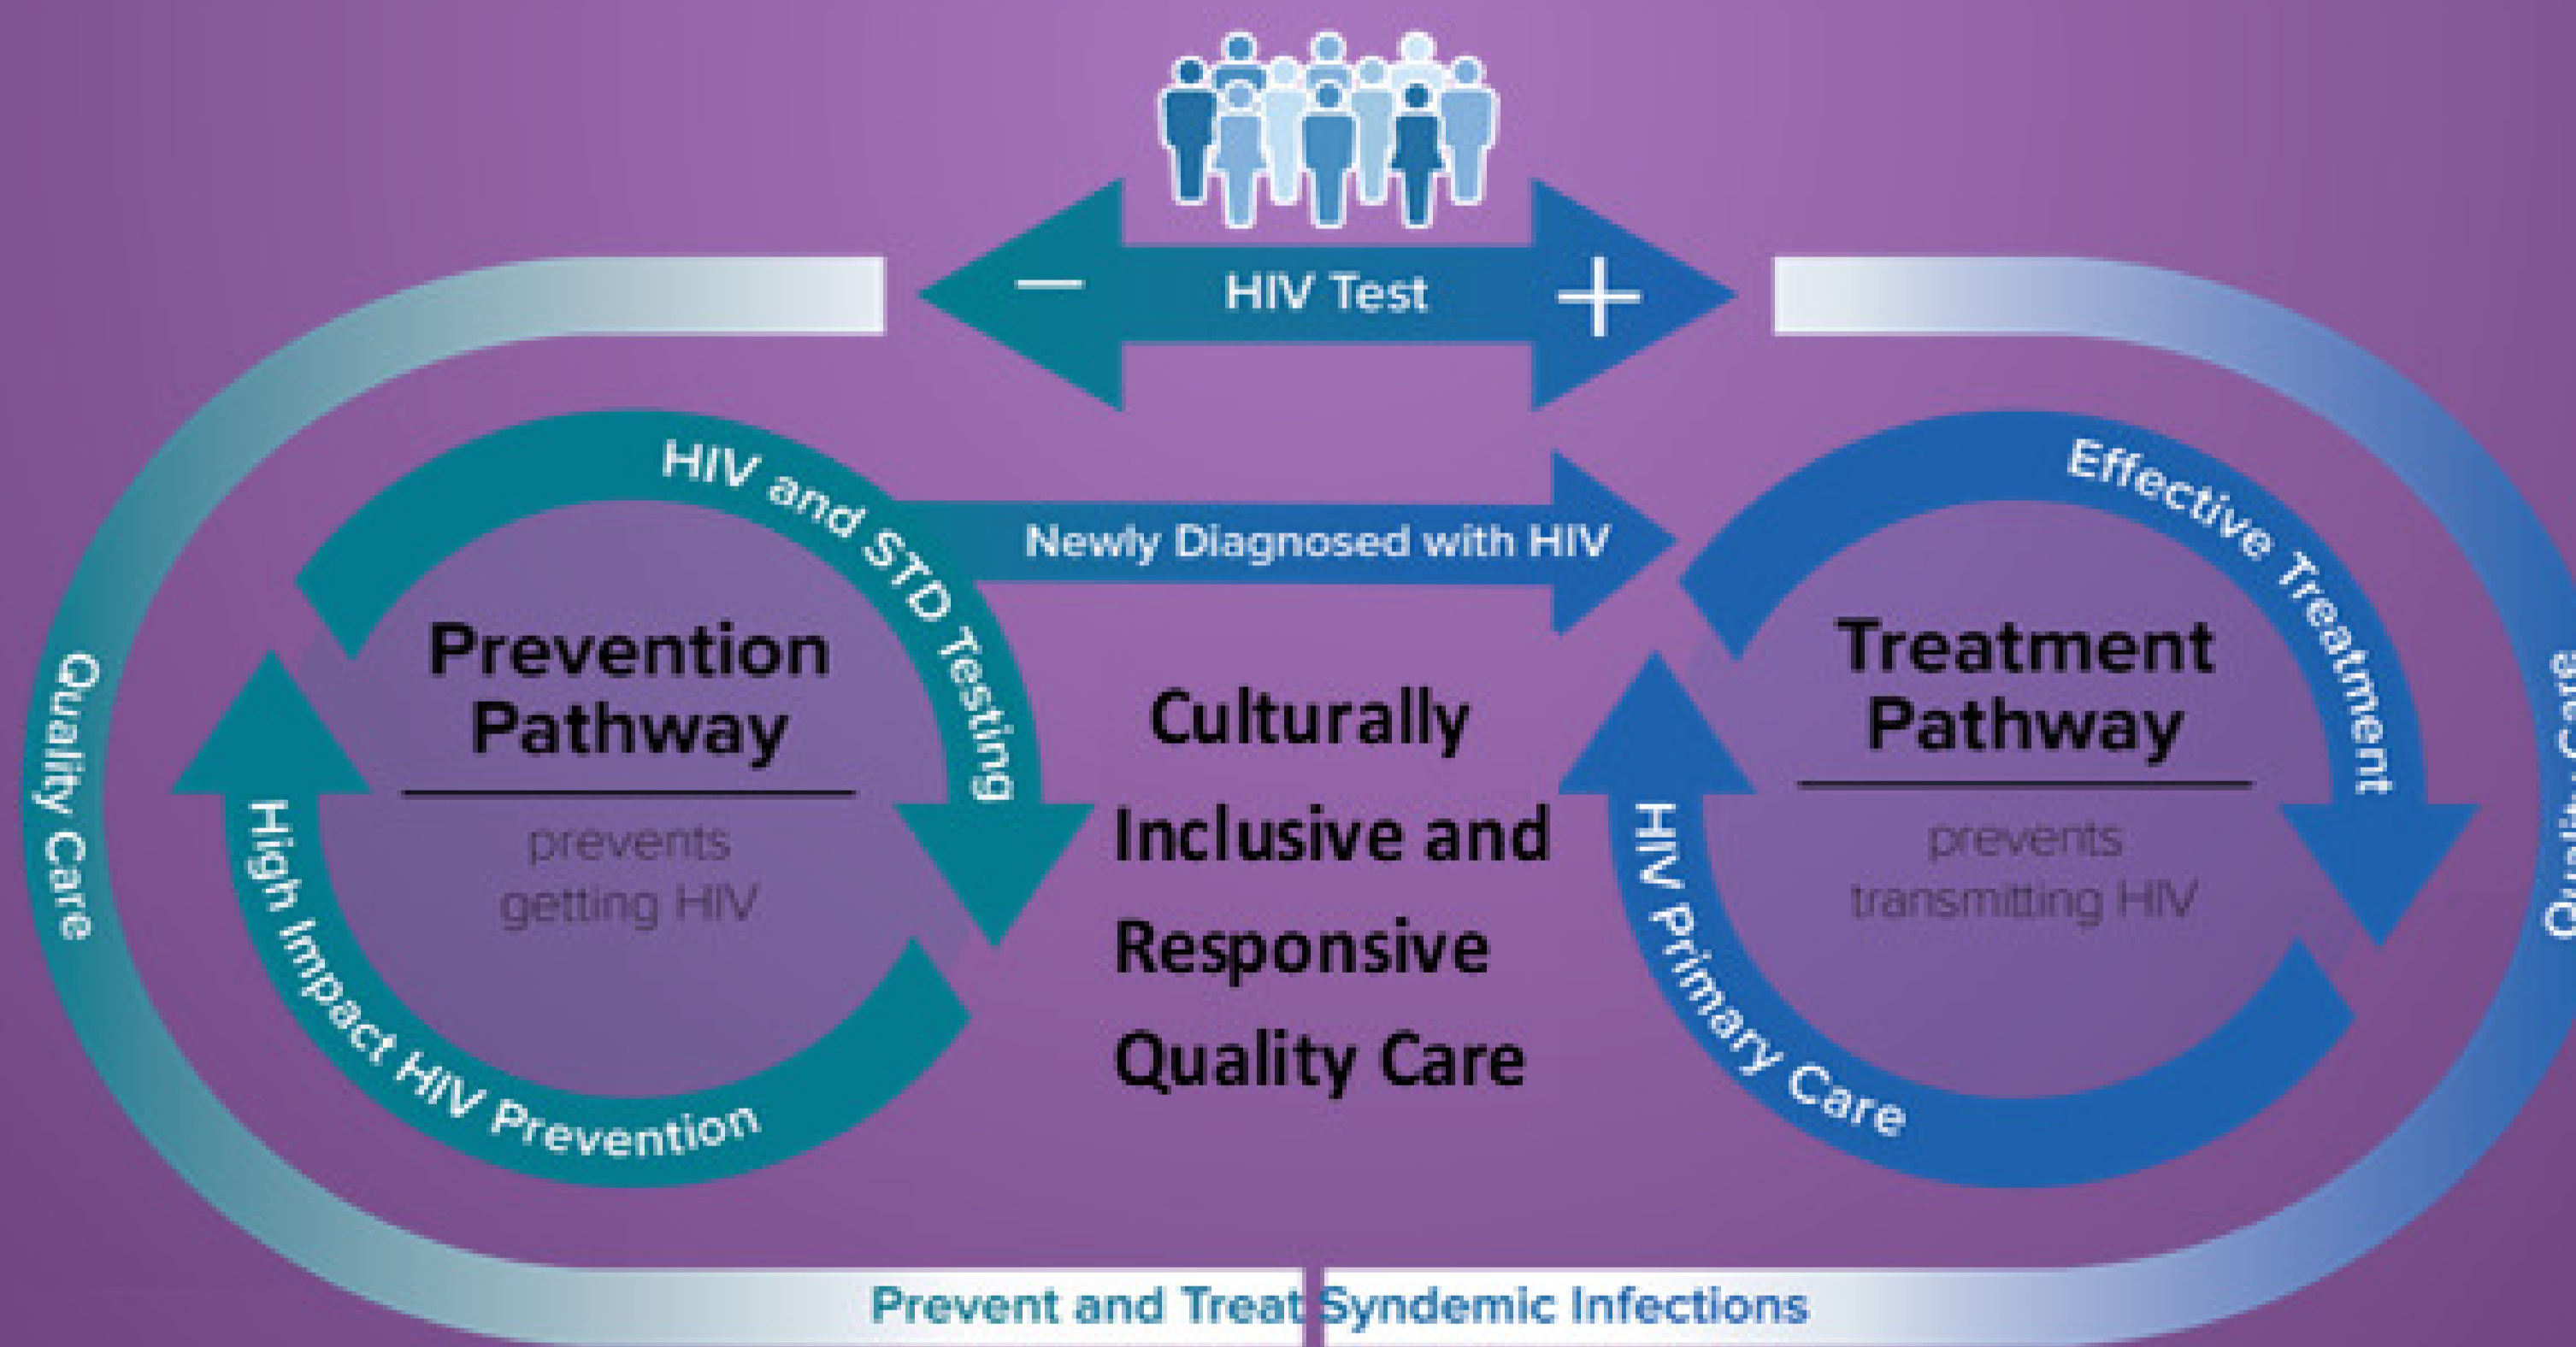 − HIV Test +
HIV and STD Testing
Newly Diagnosed with HIV
Effective Treatment
Prevention
Pathway
prevents
getting HIV
Treatment
Pathway
prevents
transmitting HIV
Culturally
Inclusive and
Responsive
Quality Care
Quality Care
High Impact HIV Prevention
HIV Primary Care
Quality Care
Prevent and Treat Syndemic Infections